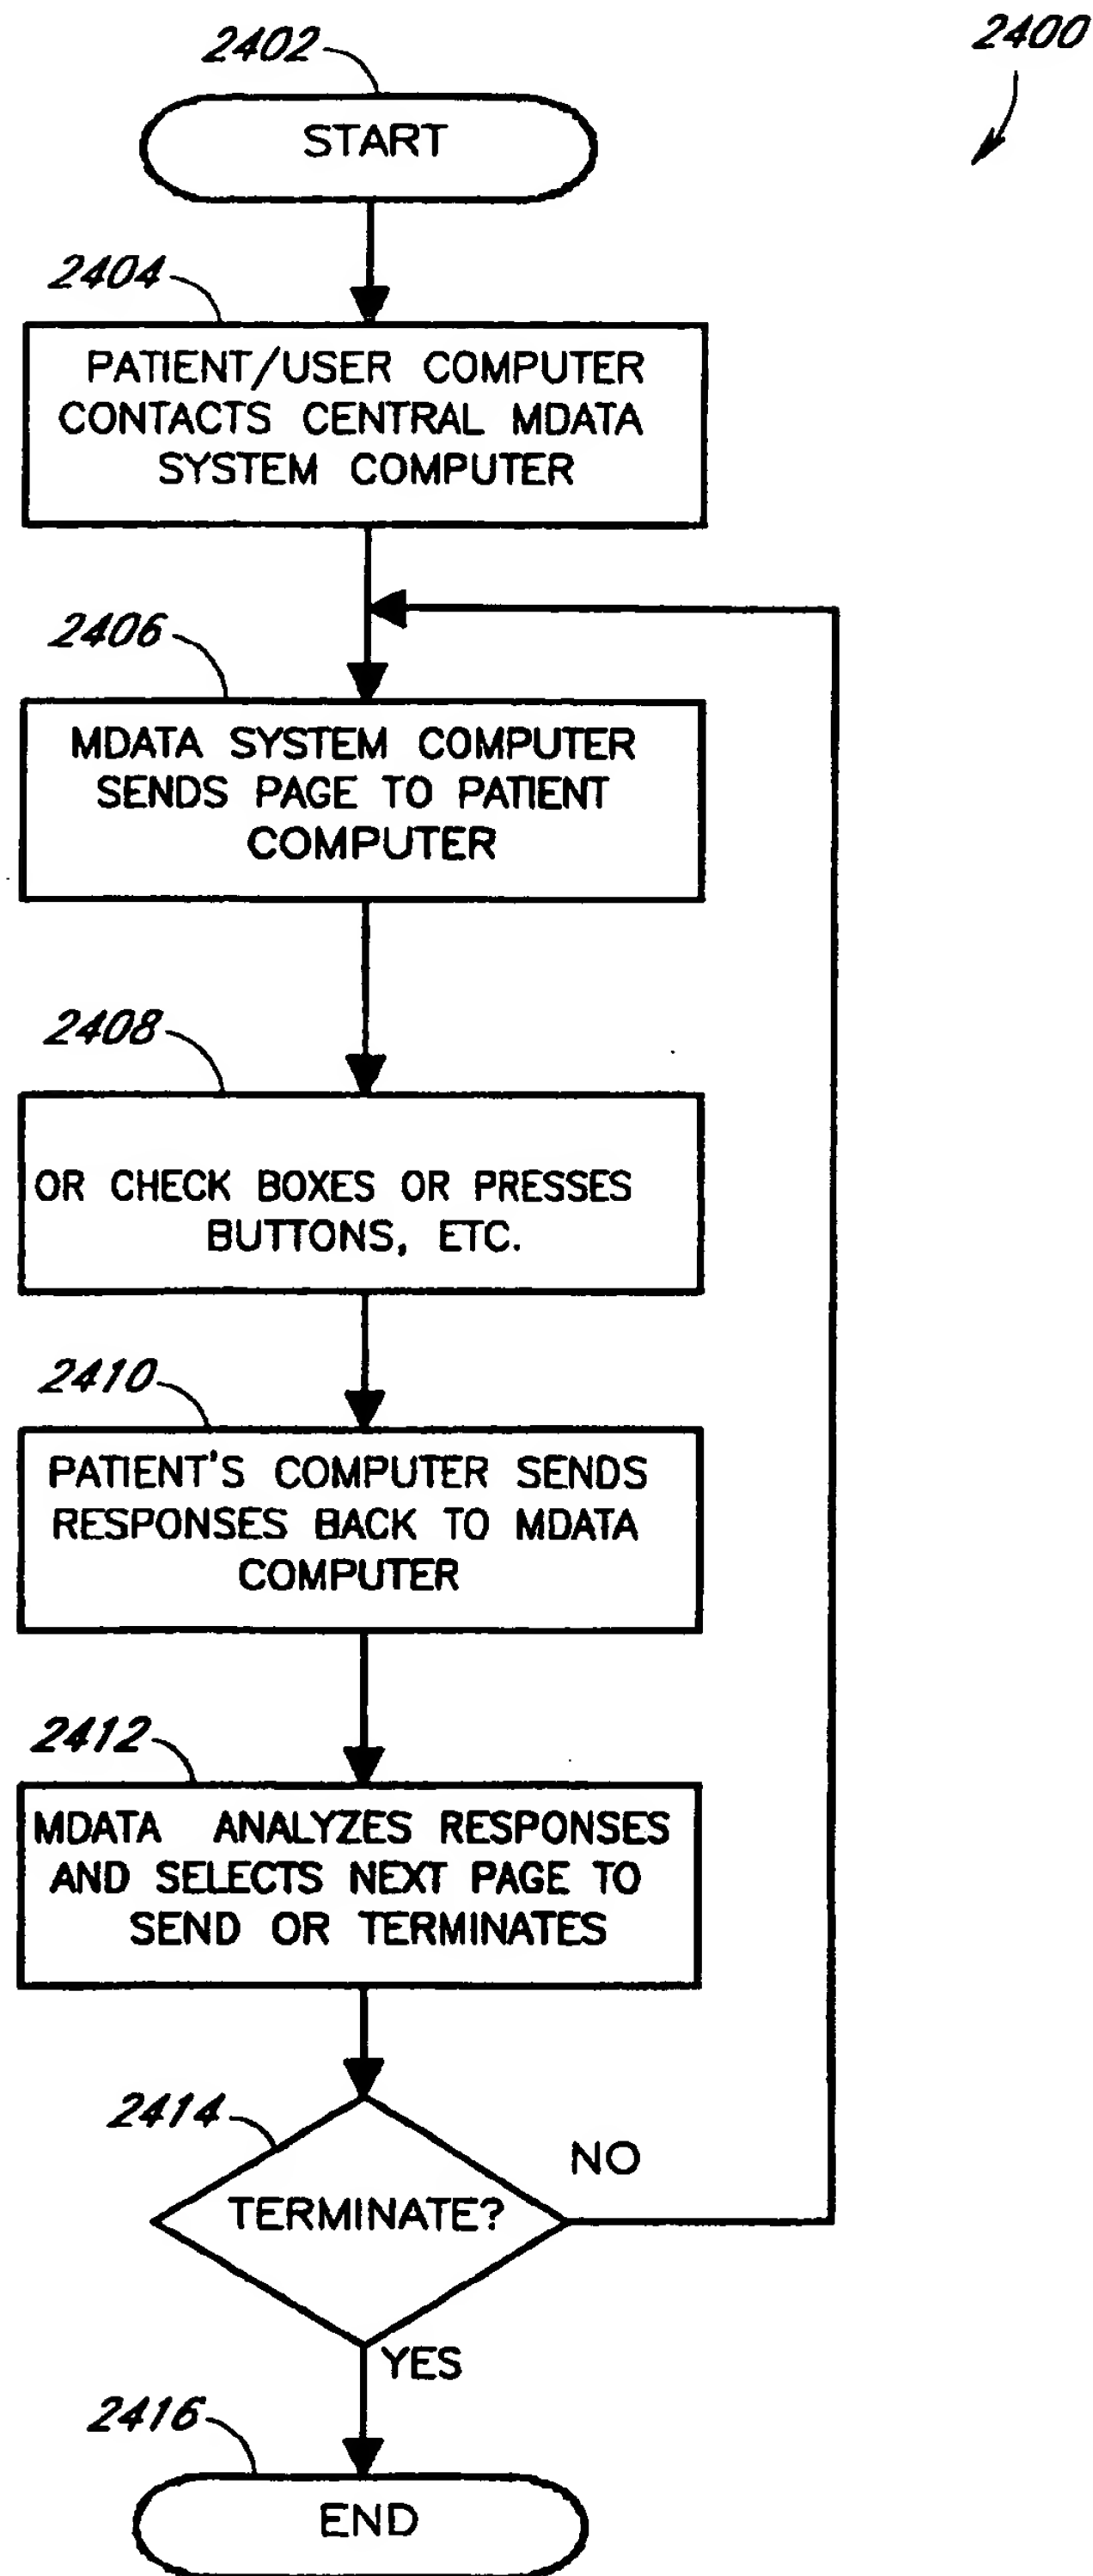 2402
2400
START
2404
PATIENT/USER COMPUTER
CONTACTS CENTRAL MDATA
SYSTEM COMPUTER
2406
MDATA SYSTEM COMPUTER
SENDS PAGE TO PATIENT
COMPUTER
2408
OR CHECK BOXES OR PRESSES
BUTTONS, ETC.
2410
PATIENT'S COMPUTER SENDS
RESPONSES BACK TO MDATA
COMPUTER
2412
MDATA ANALYZES RESPONSES
AND SELECTS NEXT PAGE TO
SEND OR TERMINATES
2414
NO
TERMINATE?
YES
2416
END